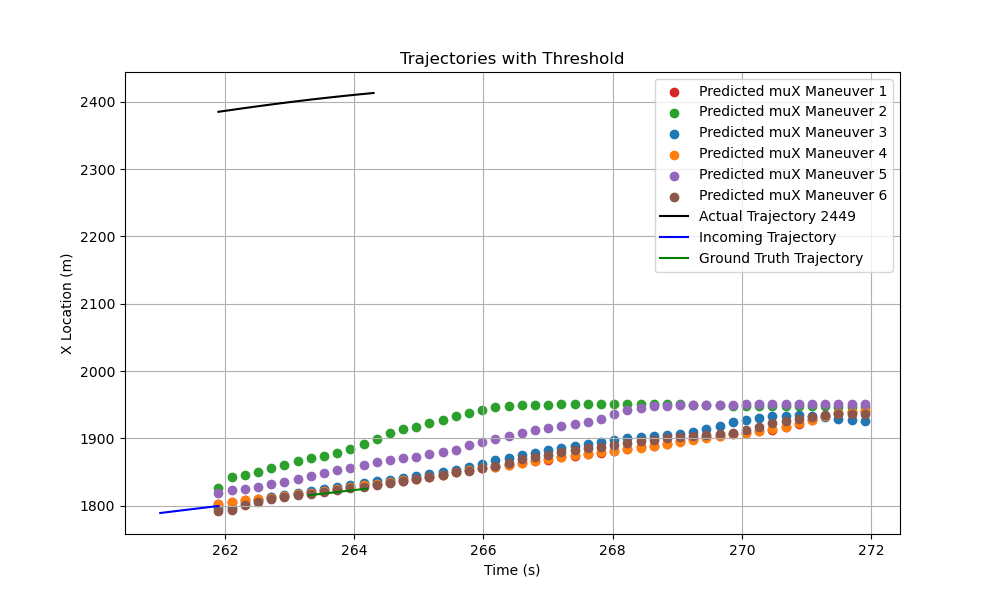 Trajectories with Threshold
Predicted muX Maneuver 1
Predicted muX Maneuver 2
Predicted muX Maneuver 3
Predicted muX Maneuver 4
Predicted muX Maneuver 5
Predicted muX Maneuver 6
Actual Trajectory 2449
Incoming Trajectory
Ground Truth Trajectory
X Location (m)
2400
2300
2200
2100
2000
1900
1800
262 264 266 268 270 272
Time (s)